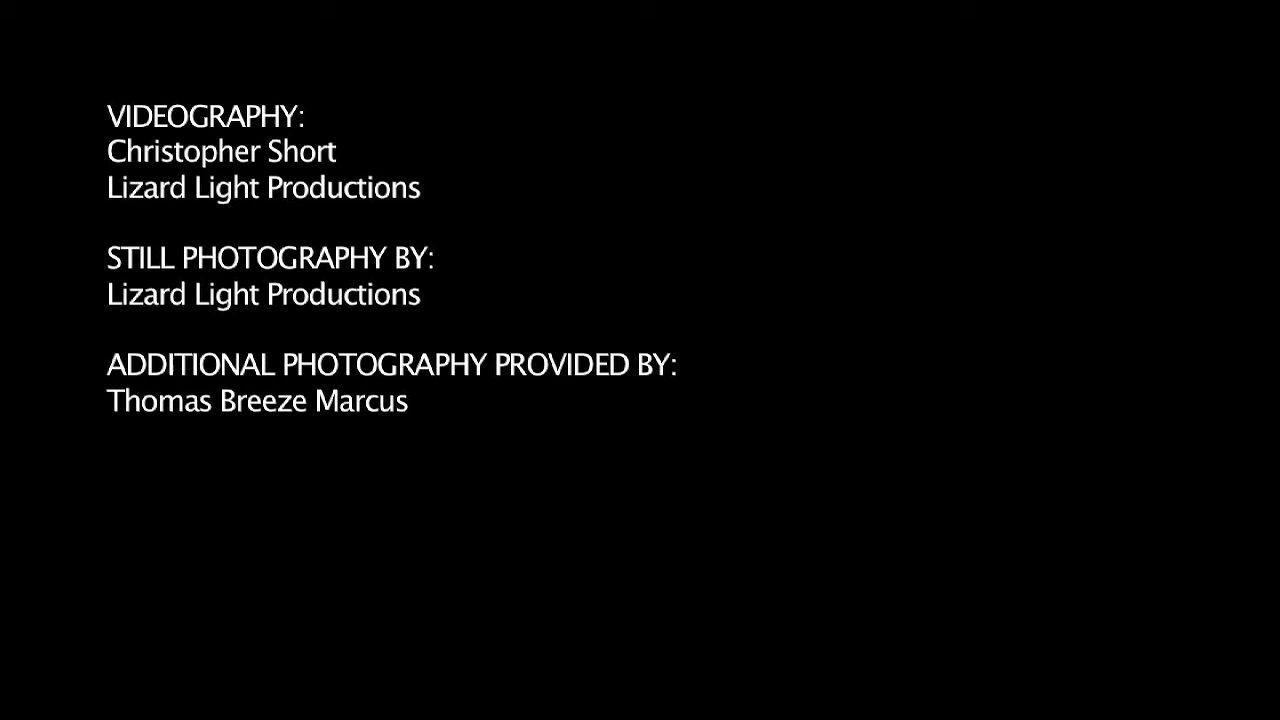 VIDEOGRAPHY:
Christopher Short
Lizard Light Productions
STILL PHOTOGRAPHY BY:
Lizard Light Productions
ADDITIONAL PHOTOGRAPHY PROVIDED BY:
Thomas Breeze Marcus